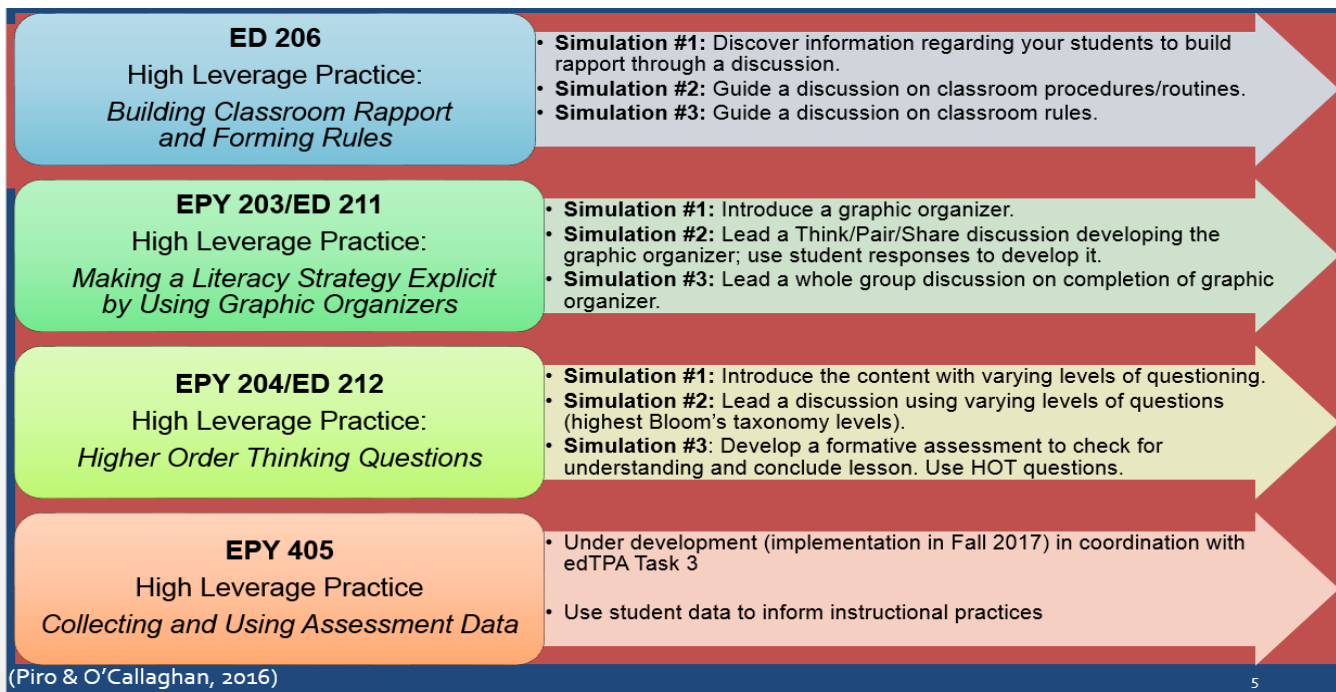 ED 206
High Leverage Practice:
Building Classroom Rapport
and Forming Rules
• Simulation #1: Discover information regarding your students to build
rapport through a discussion.
• Simulation #2: Guide a discussion on classroom procedures/routines.
• Simulation #3: Guide a discussion on classroom rules.
EPY 203/ED 211
High Leverage Practice:
Making a Literacy Strategy Explicit
by Using Graphic Organizers
• Simulation #1: Introduce a graphic organizer.
• Simulation #2: Lead a Think/Pair/Share discussion developing the
graphic organizer; use student responses to develop it.
• Simulation #3: Lead a whole group discussion on completion of graphic
organizer.
EPY 204/ED 212
High Leverage Practice:
Higher Order Thinking Questions
• Simulation #1: Introduce the content with varying levels of questioning.
• Simulation #2: Lead a discussion using varying levels of questions
(highest Bloom's taxonomy levels).
• Simulation #3: Develop a formative assessment to check for
understanding and conclude lesson. Use HOT questions.
EPY 405
High Leverage Practice
Collecting and Using Assessment Data
• Under development (implementation in Fall 2017) in coordination with
edTPA Task 3
• Use student data to inform instructional practices
(Piro & O'Callaghan, 2016)
5